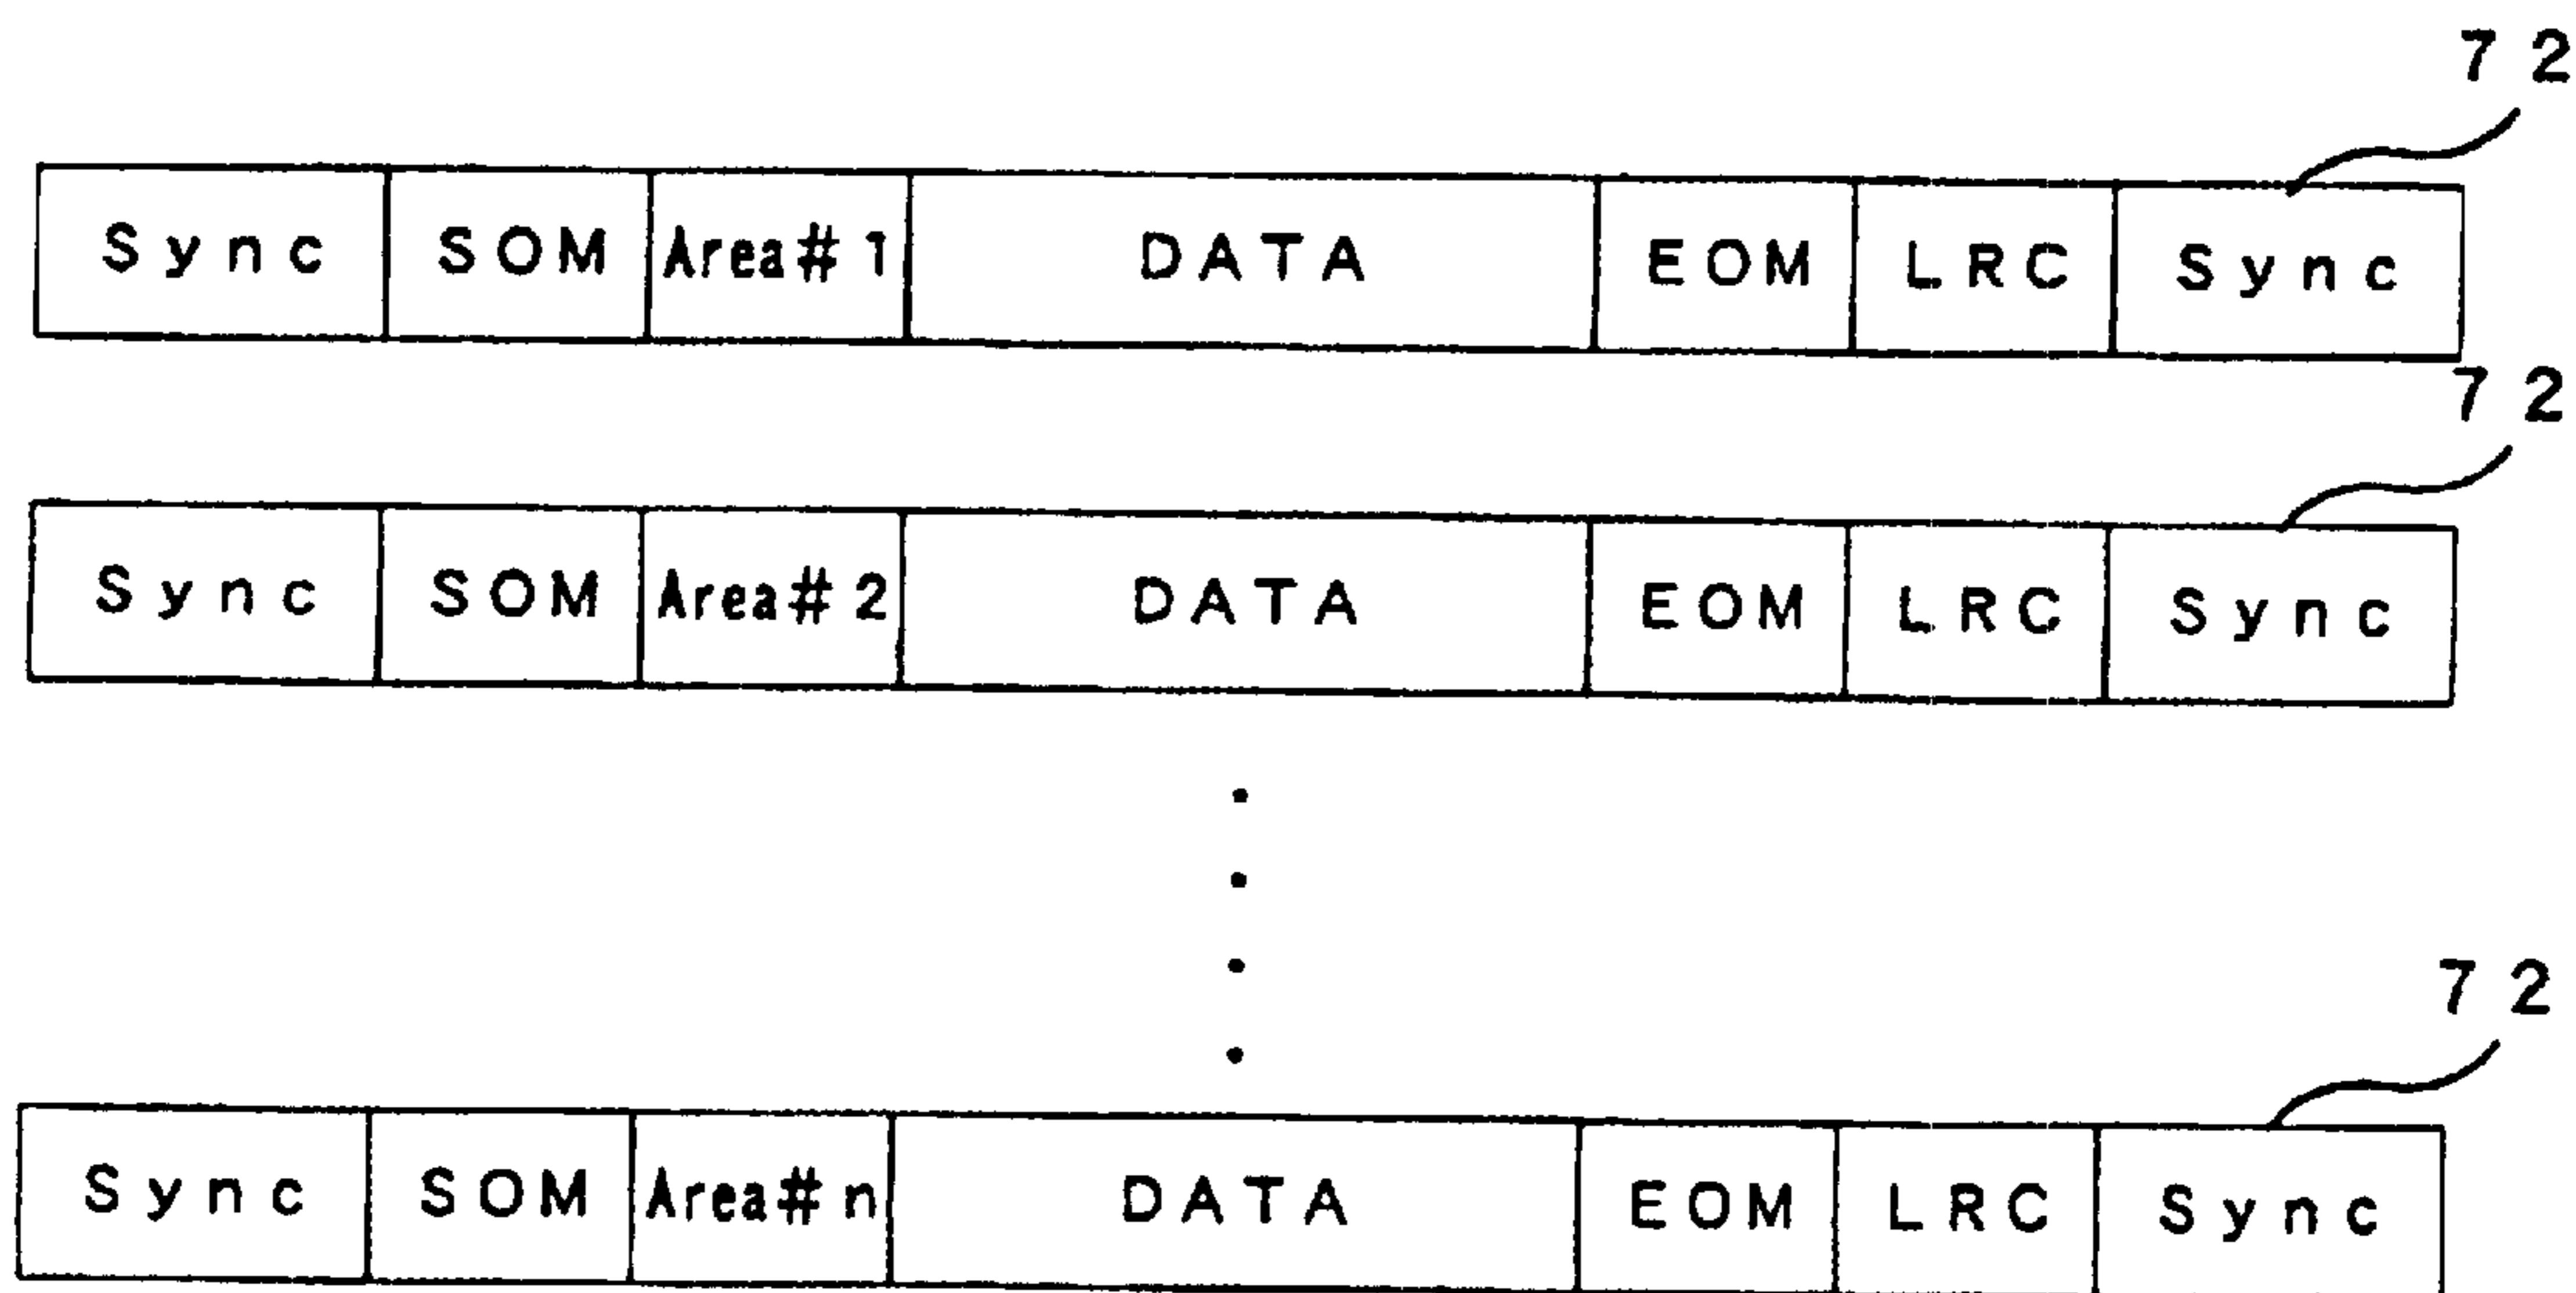 72
Sync SOM Area#1 DATA EOM LRC Sync
72
Sync SOM Area#2 DATA EOM LRC Sync
72
Sync SOM Area#n DATA EOM LRC Sync